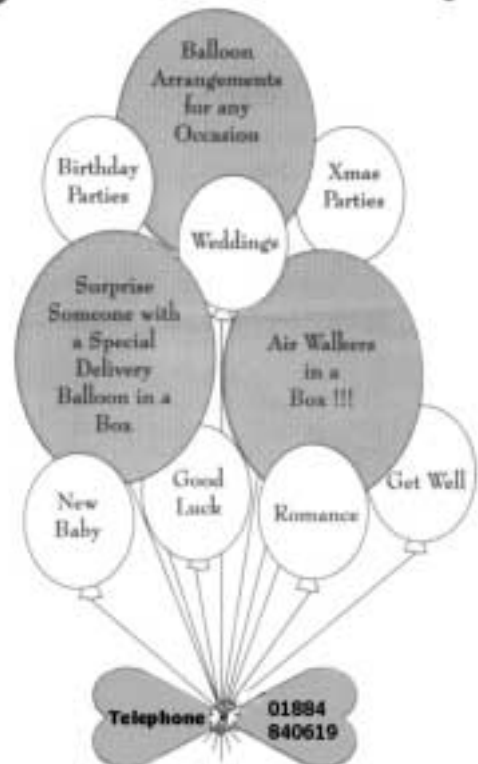 Balloon
Arrangements
for any
Occasion
Birthday
Parties
Xmas
Parties
Weddings
Surprise
Someone with
a Special
Delivery
Balloon in a
Box
Air Walkers
in a
Box !!!
New
Baby
Good
Luck
Romance
Get Well
Telephone
01884
840619